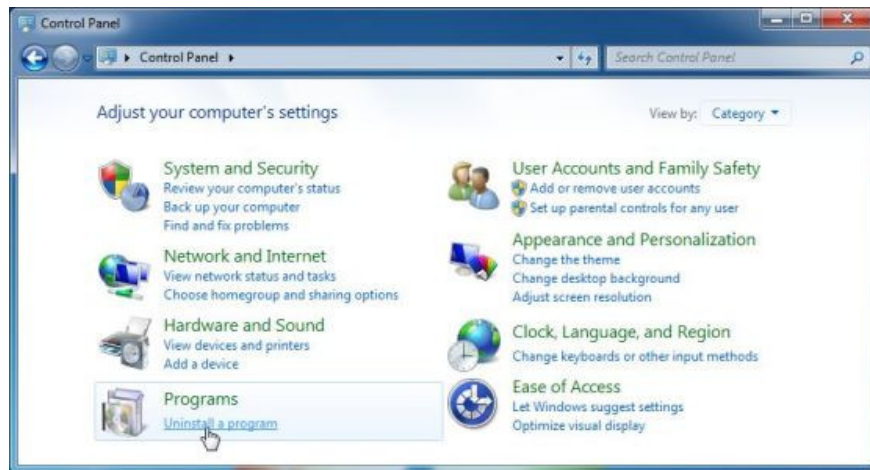 Control Panel
Control Panel
Search Control Panel
Adjust your computer's settings
View by: Category
System and Security
Review your computer's status
Back up your computer
Find and fix problems
Network and Internet
View network status and tasks
Choose homegroup and sharing options
Hardware and Sound
View devices and printers
Add a device
Programs
Uninstall a program
User Accounts and Family Safety
Add or remove user accounts
Set up parental controls for any user
Appearance and Personalization
Change the theme
Change desktop background
Adjust screen resolution
Clock, Language, and Region
Change keyboards or other input methods
Ease of Access
Let Windows suggest settings
Optimize visual display